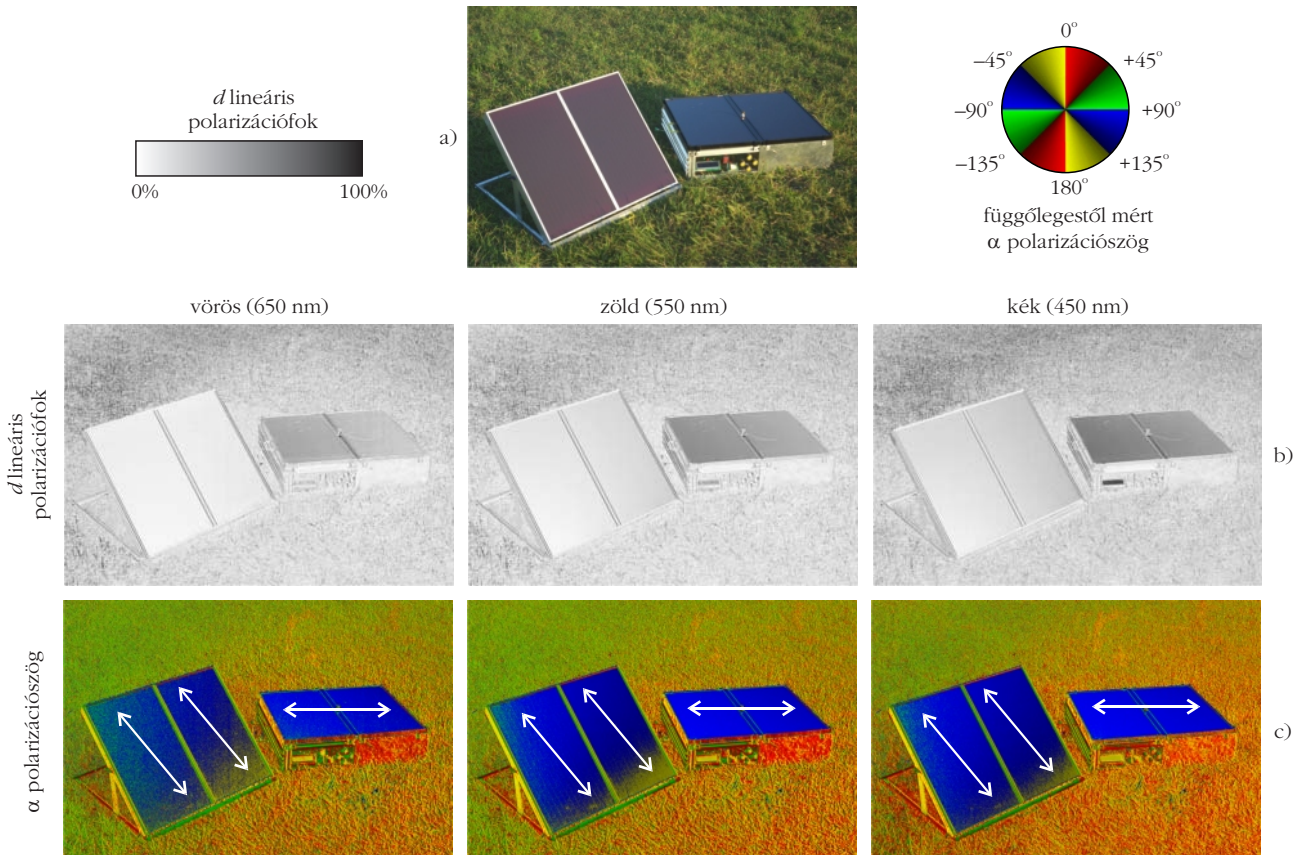 d lineáris
polarizációfok
0% 100%
a)
0°
–45° +45°
–90° +90°
–135° +135°
180°
függőlegestől mért
α polarizációszög
vörös (650 nm) zöld (550 nm) kék (450 nm)
d lineáris
polarizációfok
b)
α polarizációszög
c)